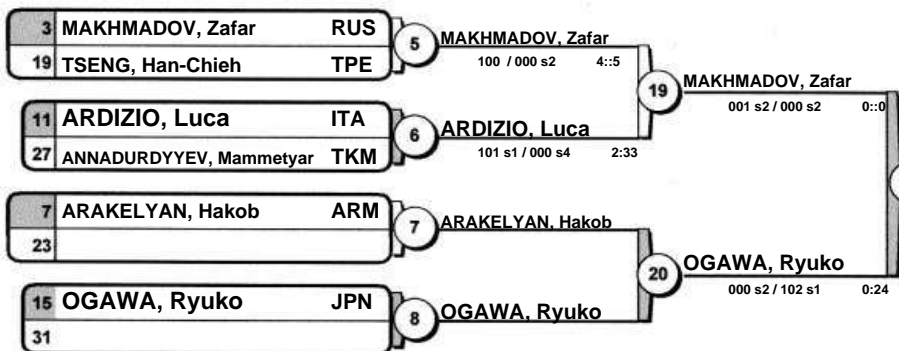 3 MAKHMADOV, Zafar RUS
19 TSENG, Han-Chieh TPE
5
MAKHMADOV, Zafar
100 / 000 s2 4::5
11 ARDIZIO, Luca ITA
27 ANNADURDYYEV, Mammetyar TKM
6
ARDIZIO, Luca
101 s1 / 000 s4 2:33
19
MAKHMADOV, Zafar
001 s2 / 000 s2 0::0
7 ARAKELYAN, Hakob ARM
23
7
ARAKELYAN, Hakob
15 OGAWA, Ryuko JPN
31
8
OGAWA, Ryuko
20
OGAWA, Ryuko
000 s2 / 102 s1 0:24